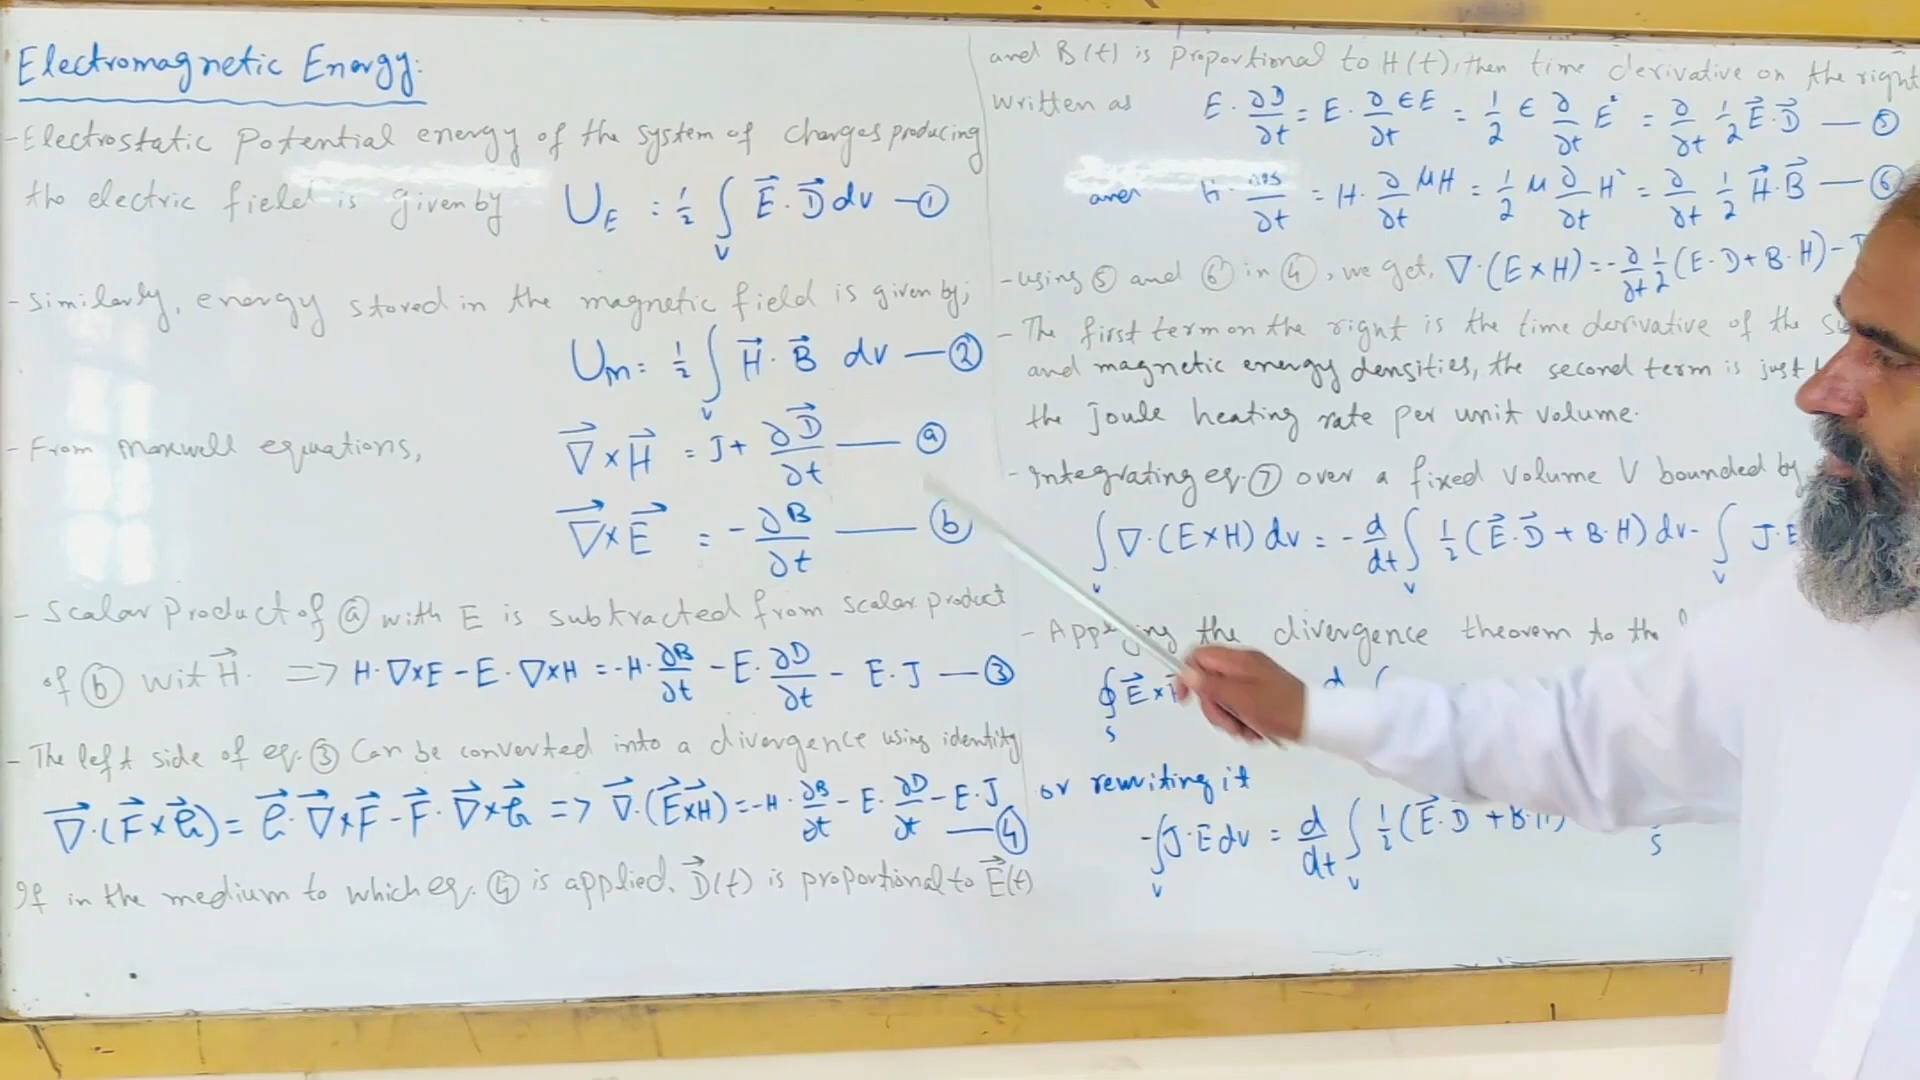 Electromagnetic Energy:
- Electrostatic Potential energy of the system of charges producing
the electric field is given by U_E = 1/2 ∫_V E⃗·D⃗ dv —①
- Similarly, energy stored in the magnetic field is given by;
U_m = 1/2 ∫_V H⃗·B⃗ dv —②
- From maxwell equations, ∇⃗×H⃗ = J + ∂D⃗/∂t —ⓐ
∇⃗×E⃗ = -∂B/∂t —ⓑ
- Scalar product of ⓐ with E is subtracted from scalar product
of ⓑ wit H⃗. => H·∇×E - E·∇×H = -H·∂B/∂t - E·∂D/∂t - E.J —③
- The left side of eq. ③ Can be converted into a divergence using identity
∇⃗·(F⃗×G⃗) = G⃗·∇⃗×F⃗ - F⃗·∇⃗×G⃗ => ∇⃗·(E⃗×H⃗) = -H·∂B/∂t - E·∂D/∂t - E·J —④
If in the medium to which eq. ④ is applied, D⃗(t) is proportional to E⃗(t)
and B(t) is proportional to H(t), then time derivative on the right
written as E·∂D/∂t = E·∂/∂t ϵE = 1/2 ϵ ∂/∂t E² = ∂/∂t 1/2 E⃗·D⃗ —⑤
∂t = H·∂/∂t μH = 1/2 μ ∂/∂t H² = ∂/∂t 1/2 H⃗·B⃗ —⑥
- using ⑤ and ⑥ in ④, we get, ∇·(E×H) = -∂/∂t 1/2 (E·D + B·H) -
- The first term on the right is the time derivative of the
and magnetic energy densities, the second term is just
the joule heating rate per unit volume.
- Integrating eq. ⑦ over a fixed volume V bounded by
∫_V ∇·(E×H) dv = -d/dt ∫_V 1/2 (E⃗·D⃗ + B·H) dv - ∫_V J·E
- the divergence theorem to the
∮_S E⃗× d
or rewriting it
-∫_V J·E dv = d/dt ∫_V 1/2 (E⃗·D⃗ + B·H) S